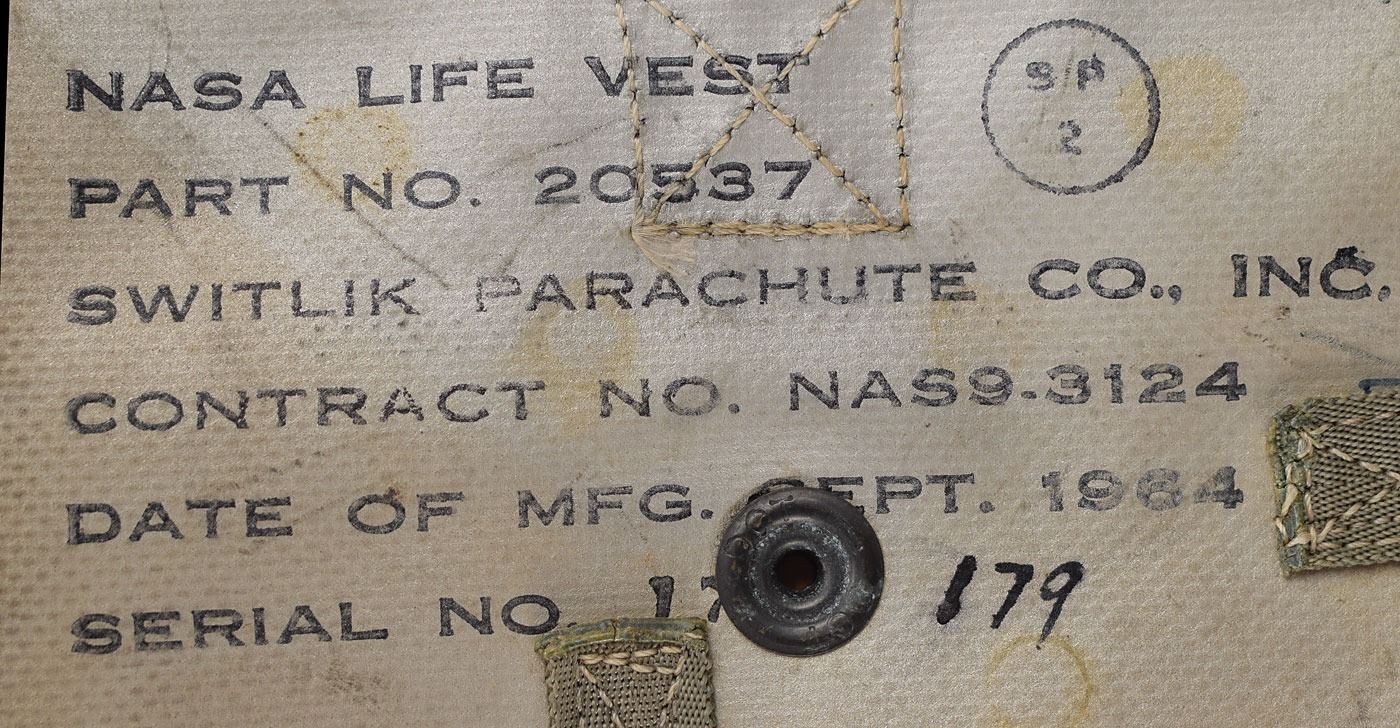 NASA LIFE VEST
PART NO. 20537
SWITLIK PARACHUTE CO., INC.
CONTRACT NO. NAS9-3124
DATE OF MFG. SEPT. 1964
SERIAL NO. 179
2